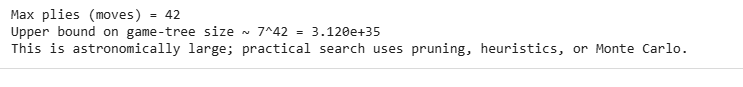 Max plies (moves) = 42
Upper bound on game-tree size ~ 7^42 = 3.120e+35
This is astronomically large; practical search uses pruning, heuristics, or Monte Carlo.